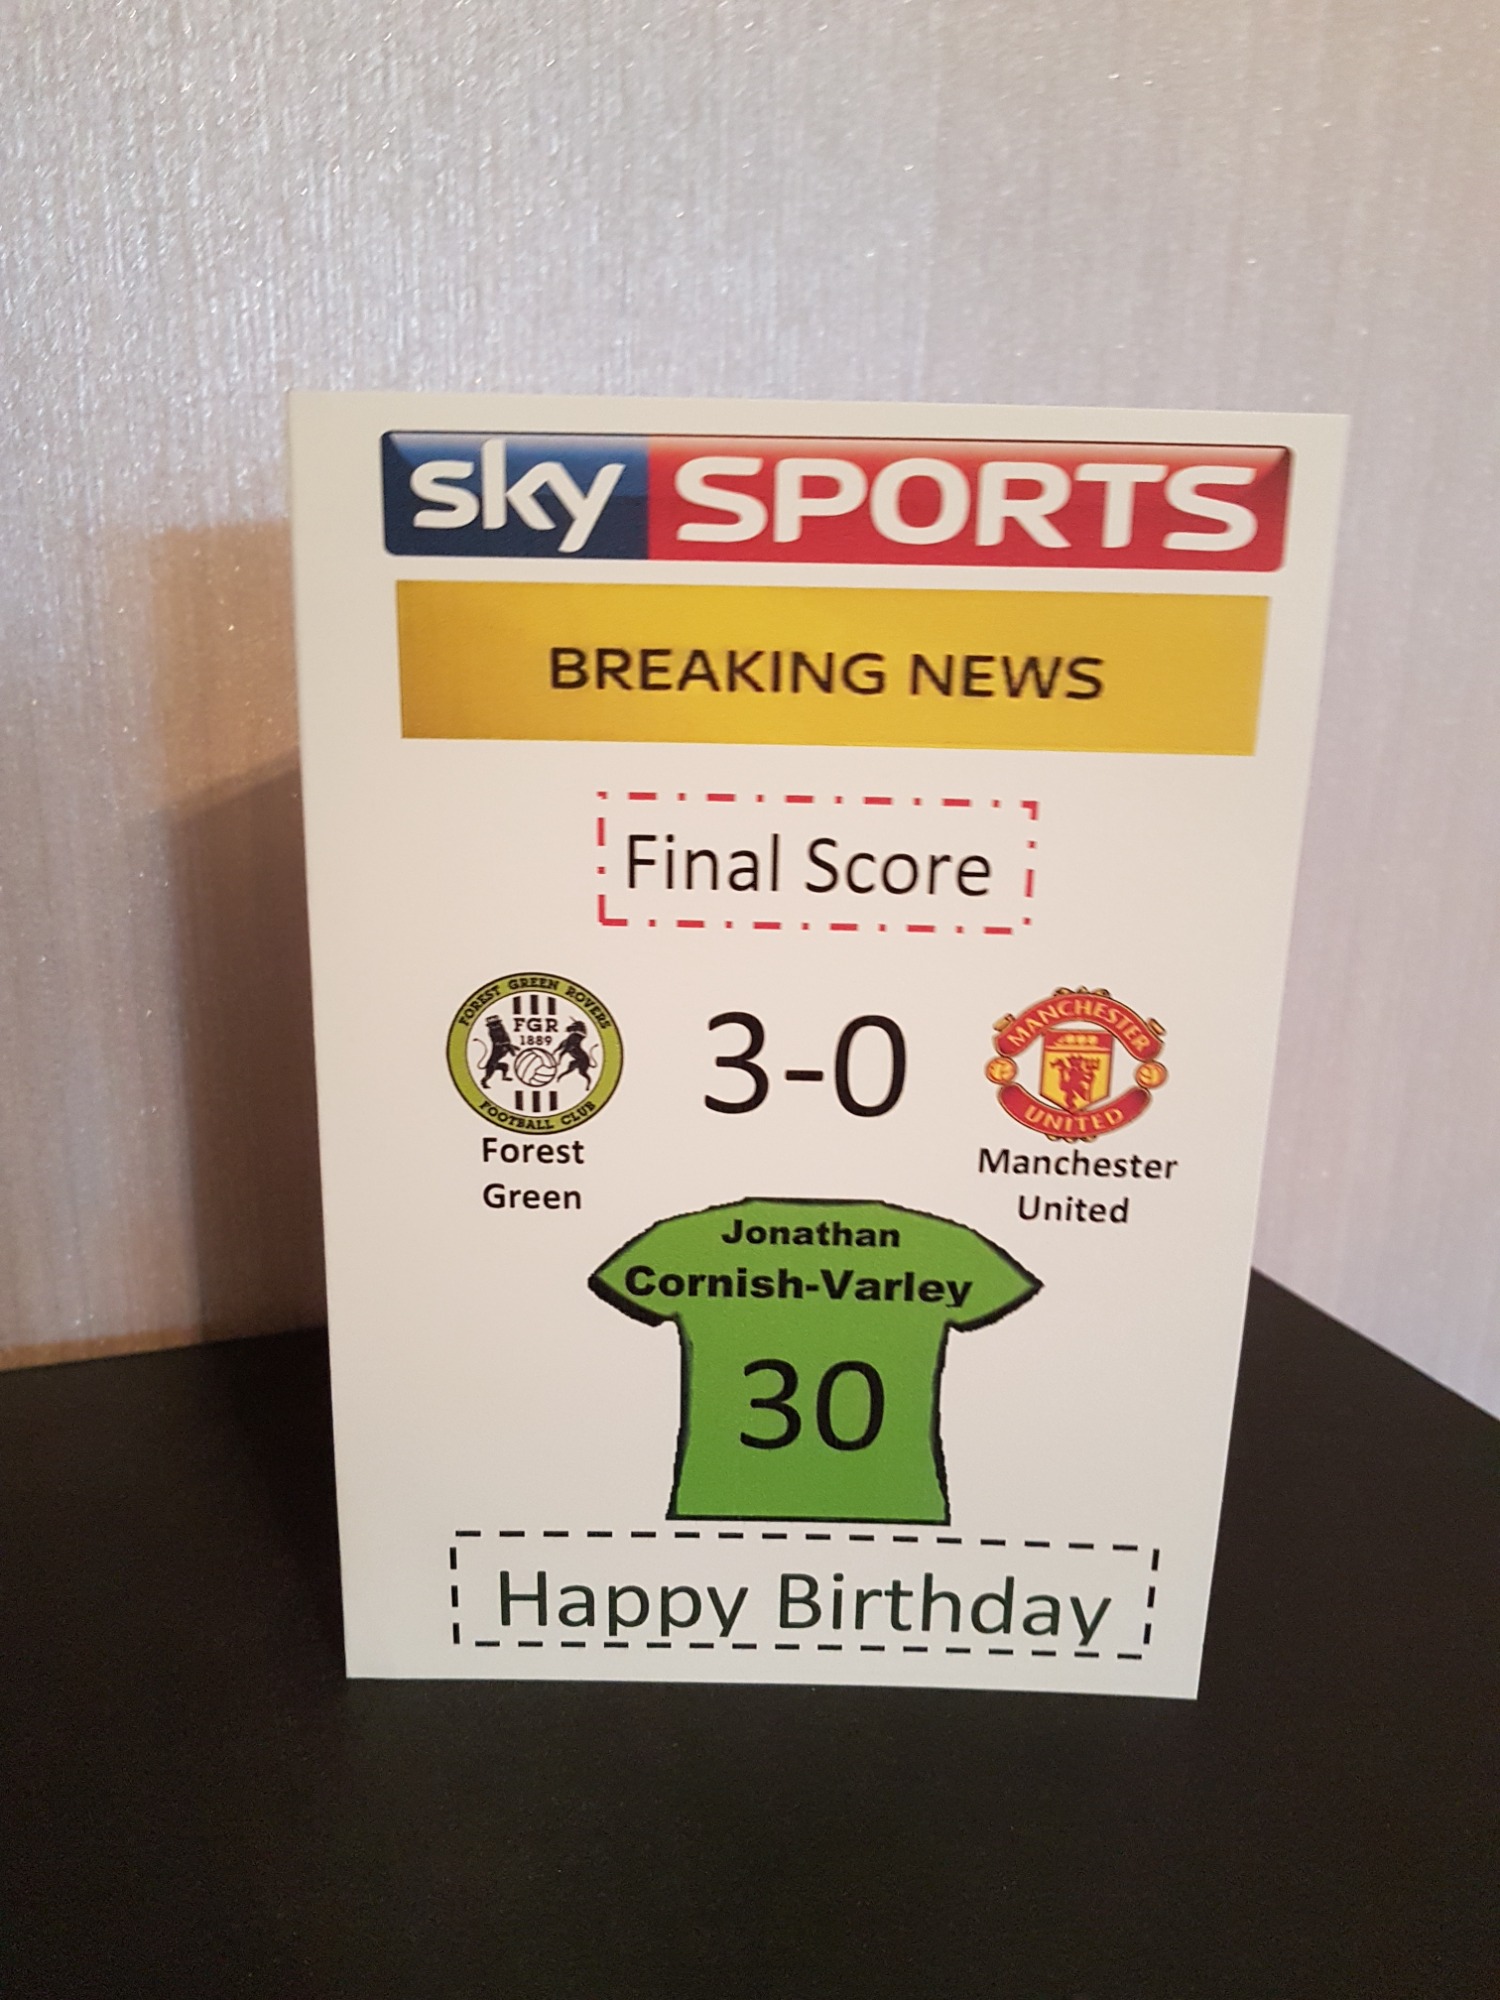 sky SPORTS
BREAKING NEWS
Final Score
FOREST GREEN ROVERS
FGR
1889
FOOTBALL CLUB
3-0
MANCHESTER
UNITED
Forest
Green
Manchester
United
Jonathan
Cornish-Varley
30
Happy Birthday